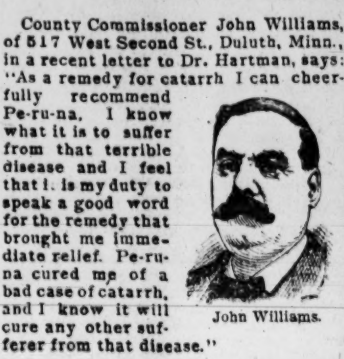 County Commissioner John Williams,
of 517 West Second St., Duluth, Minn.,
in a recent letter to Dr. Hartman, says:
"As a remedy for catarrh I can cheer-
fully recommend
Pe-ru-na. I know
what it is to suffer
from that terrible
disease and I feel
that i. is my duty to
speak a good word
for the remedy that
brought me imme-
diate relief. Pe-ru-
na cured me of a
bad case of catarrh,
and I know it will
cure any other suf-
ferer from that disease."
John Williams.